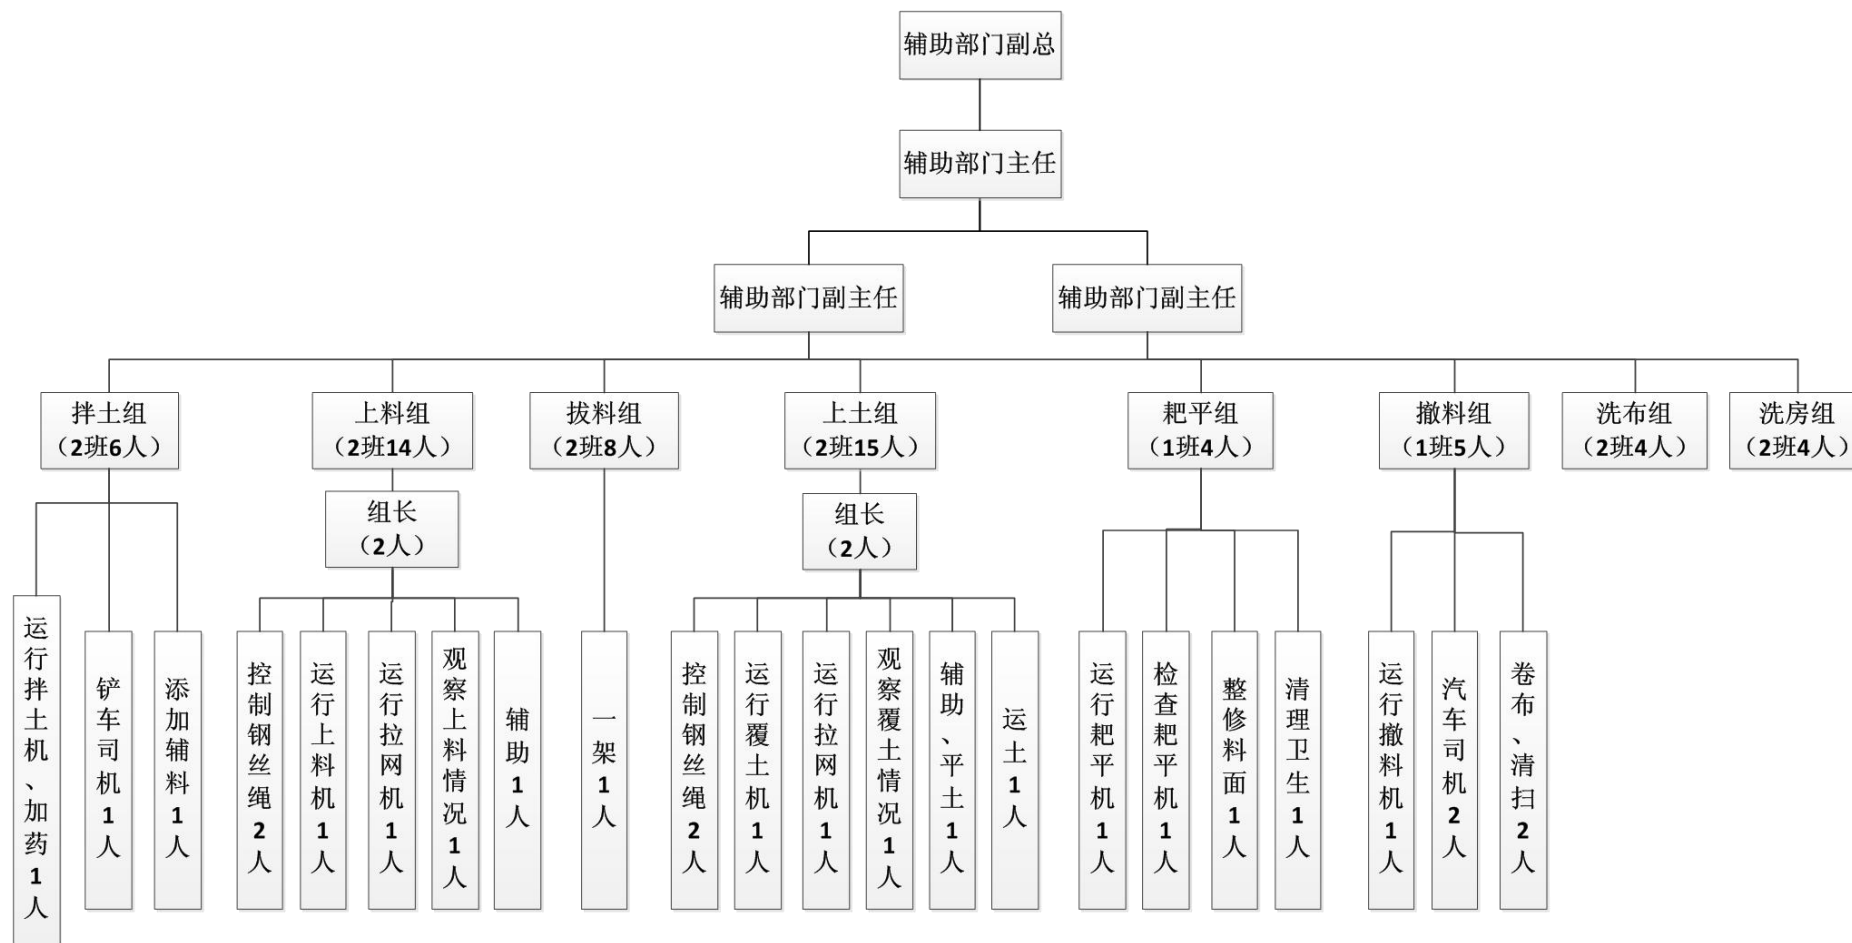 辅助部门副总
辅助部门主任
辅助部门副主任
辅助部门副主任
拌土组
（2班6人）
上料组
（2班14人）
拔料组
（2班8人）
上土组
（2班15人）
耙平组
（1班4人）
撤料组
（1班5人）
洗布组
（2班4人）
洗房组
（2班4人）
组长
（2人）
组长
（2人）
运行拌土机、加药1人
铲车司机1人
添加辅料1人
控制钢丝绳2人
运行上料机1人
运行拉网机1人
观察上料情况1人
辅助1人
一架1人
控制钢丝绳2人
运行覆土机1人
运行拉网机1人
观察覆土情况1人
辅助、平土1人
运土1人
运行耙平机1人
检查耙平机1人
整修料面1人
清理卫生1人
运行撤料机1人
汽车司机2人
卷布、清扫2人